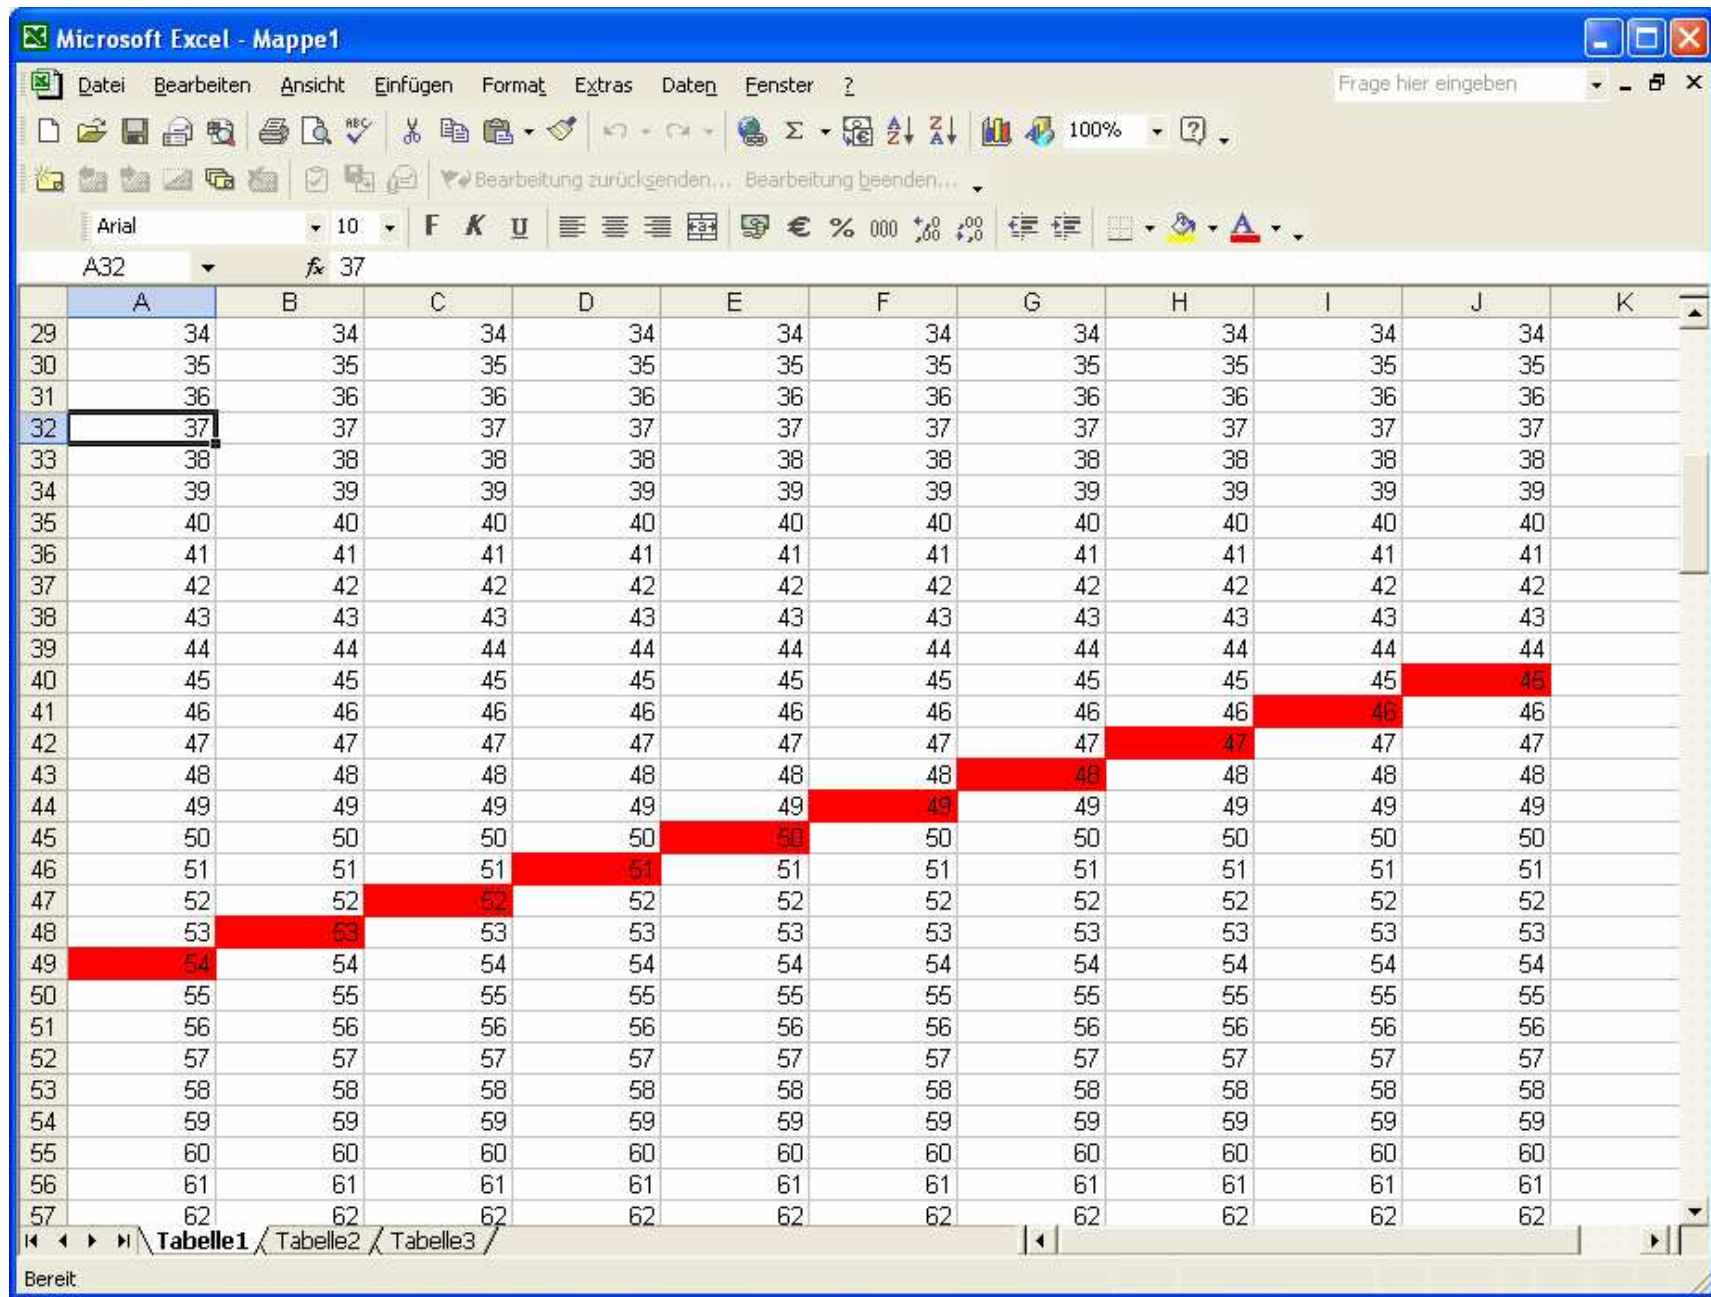 Microsoft Excel - Mappe1
Datei Bearbeiten Ansicht Einfügen Format Extras Daten Fenster ? Frage hier eingeben
ABC Σ € A Z Z A 100% ?
Bearbeitung zurücksenden... Bearbeitung beenden...
Arial 10 F K U a € % 000 A
A32 fx 37
A B C D E F G H I J K
29 34 34 34 34 34 34 34 34 34 34
30 35 35 35 35 35 35 35 35 35 35
31 36 36 36 36 36 36 36 36 36 36
32 37 37 37 37 37 37 37 37 37 37
33 38 38 38 38 38 38 38 38 38 38
34 39 39 39 39 39 39 39 39 39 39
35 40 40 40 40 40 40 40 40 40 40
36 41 41 41 41 41 41 41 41 41 41
37 42 42 42 42 42 42 42 42 42 42
38 43 43 43 43 43 43 43 43 43 43
39 44 44 44 44 44 44 44 44 44 44
40 45 45 45 45 45 45 45 45 45 45
41 46 46 46 46 46 46 46 46 46 46
42 47 47 47 47 47 47 47 47 47 47
43 48 48 48 48 48 48 48 48 48 48
44 49 49 49 49 49 49 49 49 49 49
45 50 50 50 50 50 50 50 50 50 50
46 51 51 51 51 51 51 51 51 51 51
47 52 52 52 52 52 52 52 52 52 52
48 53 53 53 53 53 53 53 53 53 53
49 54 54 54 54 54 54 54 54 54 54
50 55 55 55 55 55 55 55 55 55 55
51 56 56 56 56 56 56 56 56 56 56
52 57 57 57 57 57 57 57 57 57 57
53 58 58 58 58 58 58 58 58 58 58
54 59 59 59 59 59 59 59 59 59 59
55 60 60 60 60 60 60 60 60 60 60
56 61 61 61 61 61 61 61 61 61 61
57 62 62 62 62 62 62 62 62 62 62
Tabelle1 Tabelle2 Tabelle3
Bereit